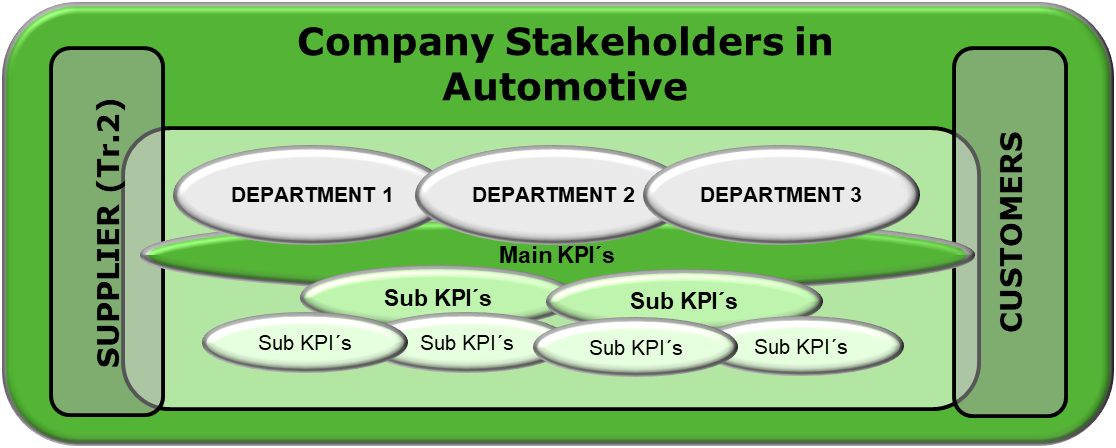 Company Stakeholders in
Automotive
SUPPLIER (Tr.2)
DEPARTMENT 1
DEPARTMENT 2
DEPARTMENT 3
Main KPI´s
Sub KPI´s
Sub KPI´s
Sub KPI´s
Sub KPI´s
Sub KPI´s
Sub KPI´s
CUSTOMERS